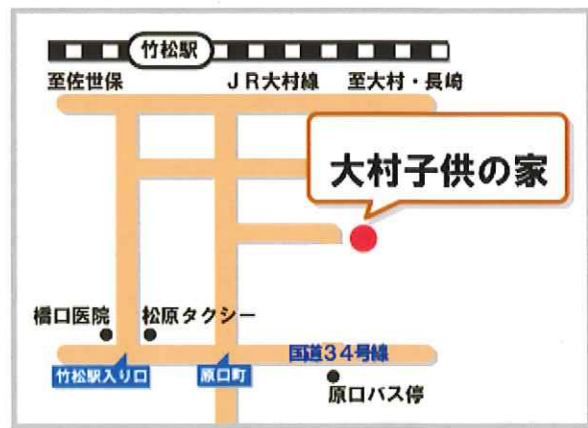 竹松駅
至佐世保
JR大村線
至大村・長崎
大村子供の家
橋口医院
松原タクシー
国道34号線
竹松駅入り口
原口町
原口バス停